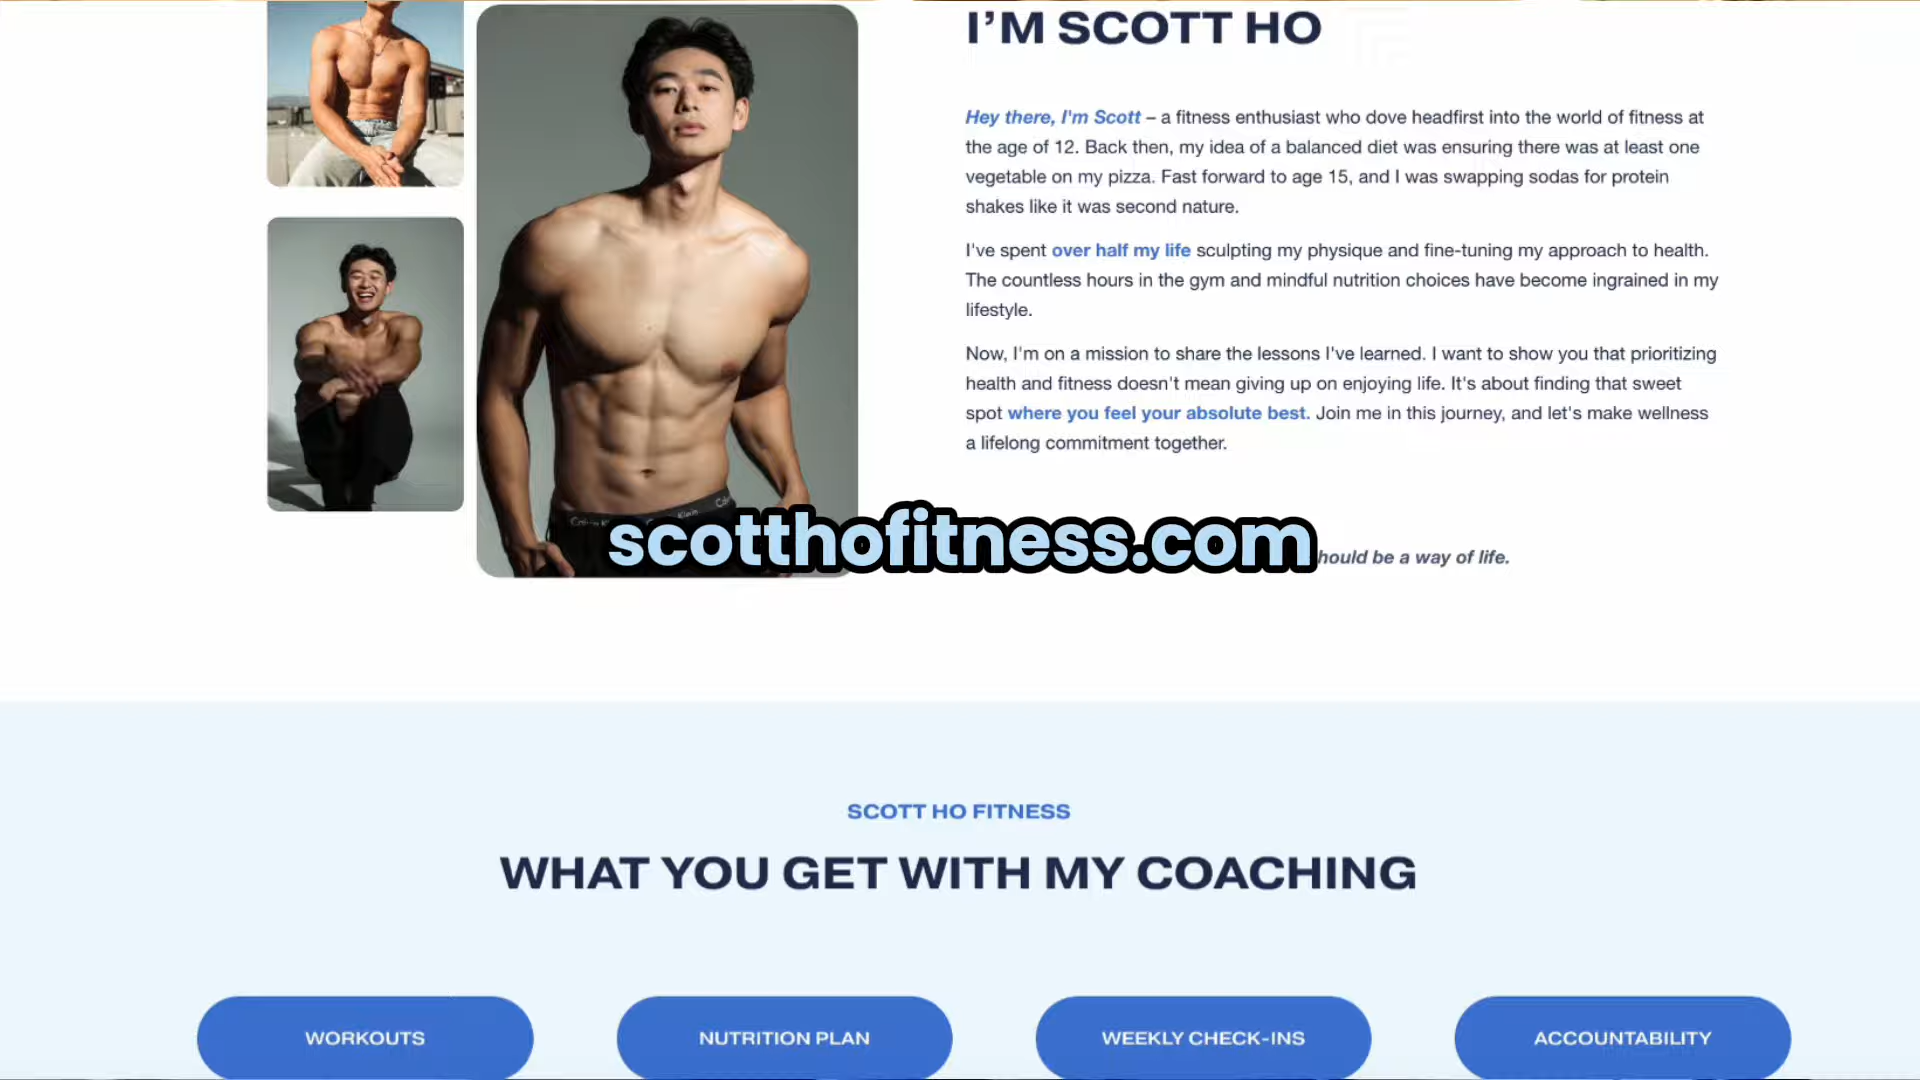 I’M SCOTT HO
Hey there, I'm Scott – a fitness enthusiast who dove headfirst into the world of fitness at
the age of 12. Back then, my idea of a balanced diet was ensuring there was at least one
vegetable on my pizza. Fast forward to age 15, and I was swapping sodas for protein
shakes like it was second nature.
I've spent over half my life sculpting my physique and fine-tuning my approach to health.
The countless hours in the gym and mindful nutrition choices have become ingrained in my
lifestyle.
Now, I'm on a mission to share the lessons I've learned. I want to show you that prioritizing
health and fitness doesn't mean giving up on enjoying life. It's about finding that sweet
spot where you feel your absolute best. Join me in this journey, and let's make wellness
a lifelong commitment together.
scotthofitness.com
hould be a way of life.
SCOTT HO FITNESS
WHAT YOU GET WITH MY COACHING
WORKOUTS
NUTRITION PLAN
WEEKLY CHECK-INS
ACCOUNTABILITY